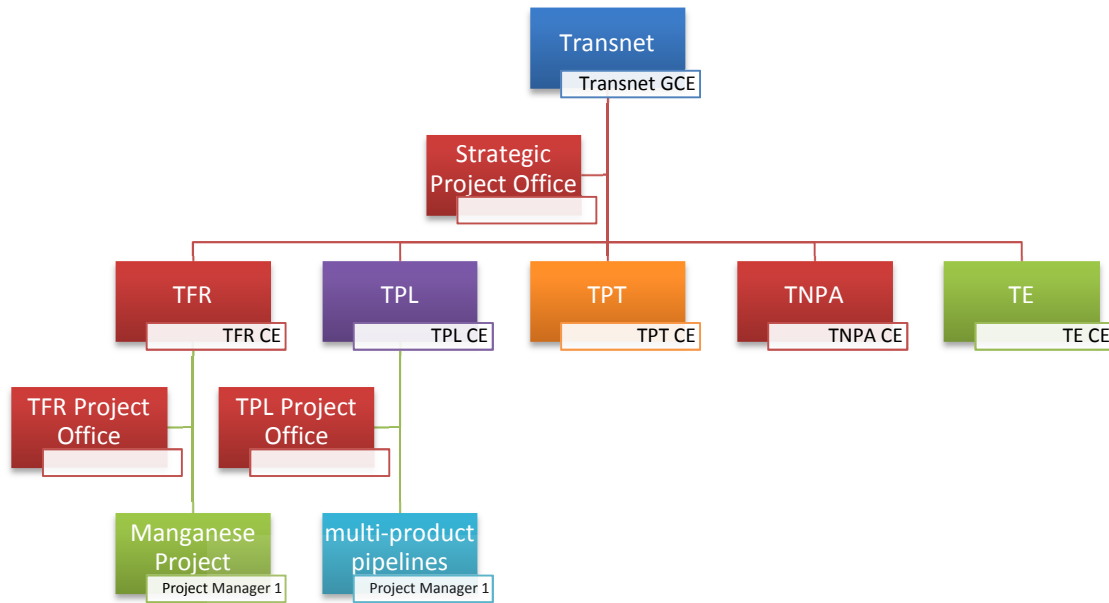 Transnet
Transnet GCE
Strategic
Project Office
TFR
TFR CE
TPL
TPL CE
TPT
TPT CE
TNPA
TNPA CE
TE
TE CE
TFR Project
Office
TPL Project
Office
Manganese
Project
Project Manager 1
multi-product
pipelines
Project Manager 1